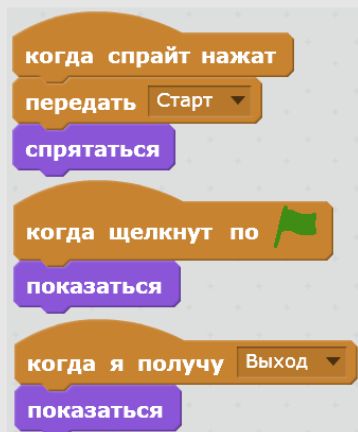 когда спрайт нажат
передать Старт
спрятаться
когда щелкнут по
показаться
когда я получу Выход
показаться